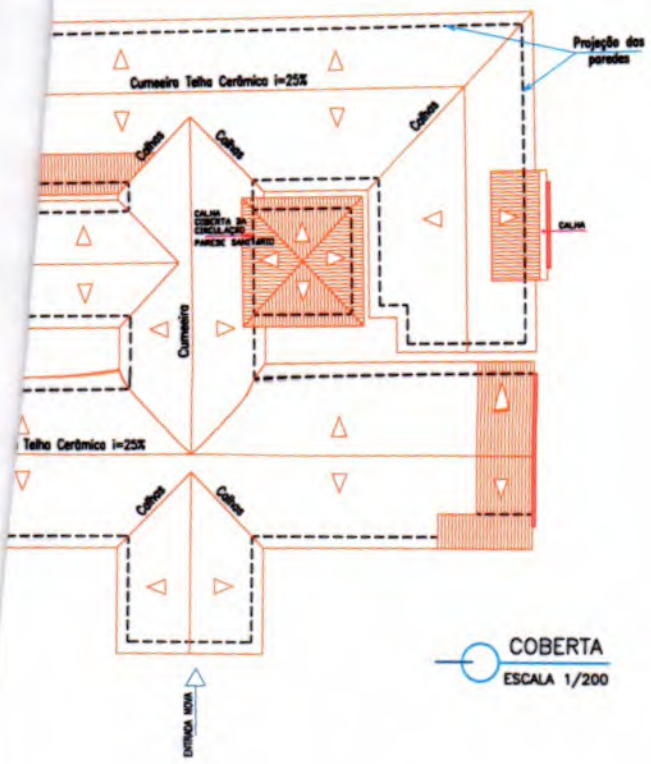 Projeção das
paredes
Cumeeira Telha Cerâmica i=25%
Calhas
Calhas
Calhas
CALHA
COBERTA DA
CIRCULAÇÃO
PAREDE SANITÁRIO
CALHA
Cumeeira
Telha Cerâmica i=25%
Calhas
Calhas
COBERTA
ESCALA 1/200
ENTRADA NOVA